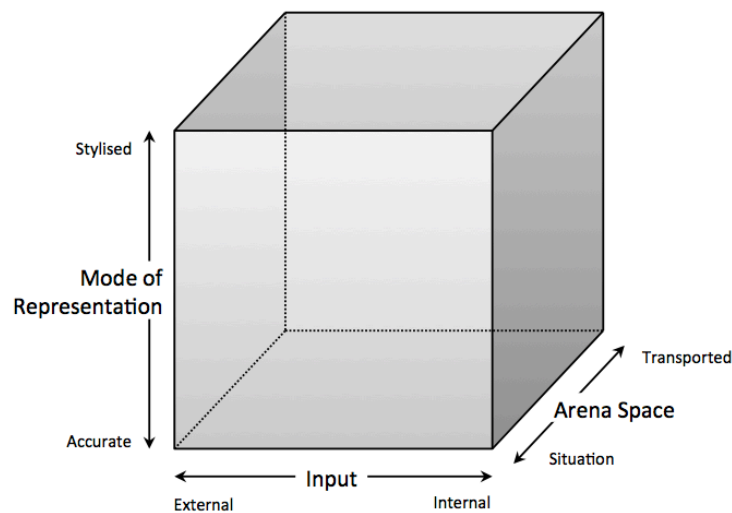 Stylised
Mode of
Representation
Accurate
Transported
Arena Space
Situation
Input
External
Internal